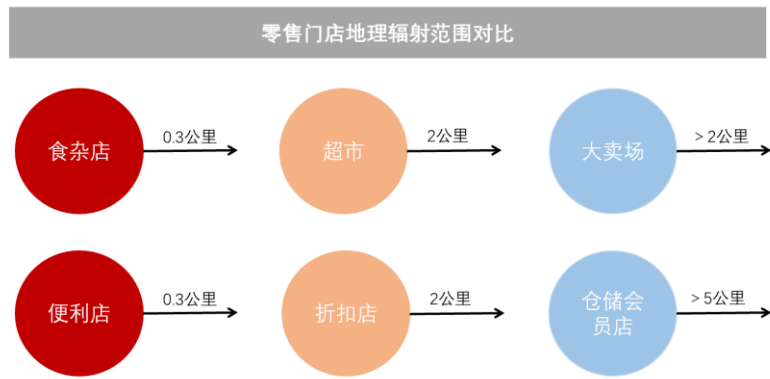 零售门店地理辐射范围对比
食杂店
0.3公里
超市
2公里
大卖场
>2公里
便利店
0.3公里
折扣店
2公里
仓储会
员店
>5公里